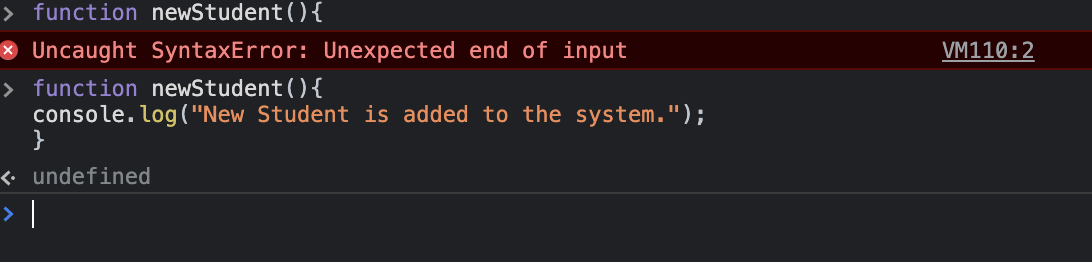 > function newStudent(){
Uncaught SyntaxError: Unexpected end of input VM110:2
> function newStudent(){
console.log("New Student is added to the system.");
}
undefined
>